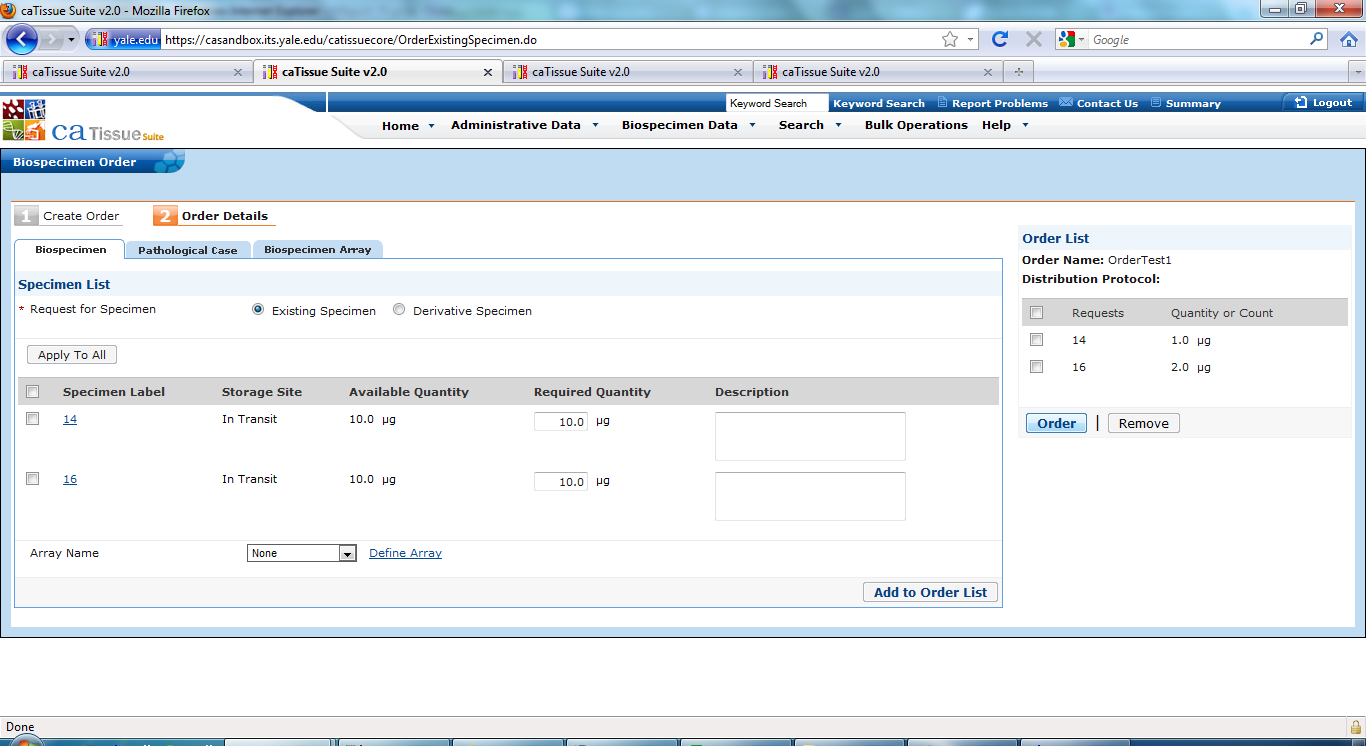 caTissue Suite v2.0 - Mozilla Firefox
yale.edu https://casandbox.its.yale.edu/catissuecore/OrderExistingSpecimen.do
Google
caTissue Suite v2.0
caTissue Suite v2.0
caTissue Suite v2.0
caTissue Suite v2.0
Keyword Search Keyword Search Report Problems Contact Us Summary Logout
ca Tissue Suite
Home Administrative Data Biospecimen Data Search Bulk Operations Help
Biospecimen Order
1 Create Order 2 Order Details
Biospecimen Pathological Case Biospecimen Array
Specimen List
* Request for Specimen Existing Specimen Derivative Specimen
Apply To All
Specimen Label Storage Site Available Quantity Required Quantity Description
14 In Transit 10.0 µg 10.0 µg
16 In Transit 10.0 µg 10.0 µg
Array Name None Define Array
Add to Order List
Order List
Order Name: OrderTest1
Distribution Protocol:
Requests Quantity or Count
14 1.0 µg
16 2.0 µg
Order | Remove
Done